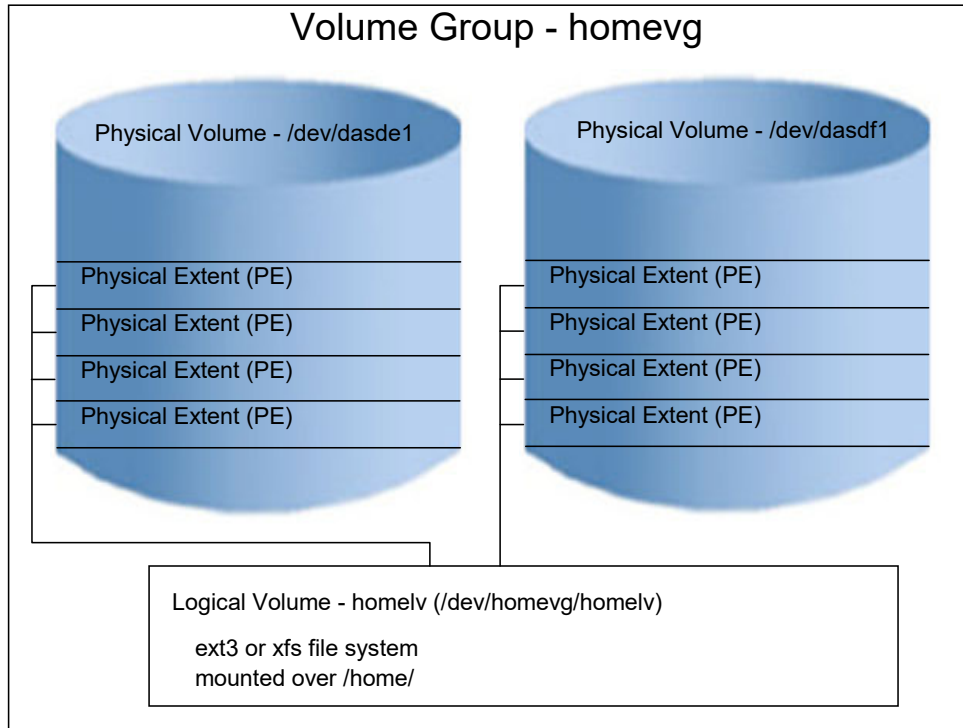 Volume Group - homevg
Physical Volume - /dev/dasde1
Physical Extent (PE)
Physical Extent (PE)
Physical Extent (PE)
Physical Extent (PE)
Physical Volume - /dev/dasdf1
Physical Extent (PE)
Physical Extent (PE)
Physical Extent (PE)
Physical Extent (PE)
Logical Volume - homelv (/dev/homevg/homelv)
ext3 or xfs file system
mounted over /home/